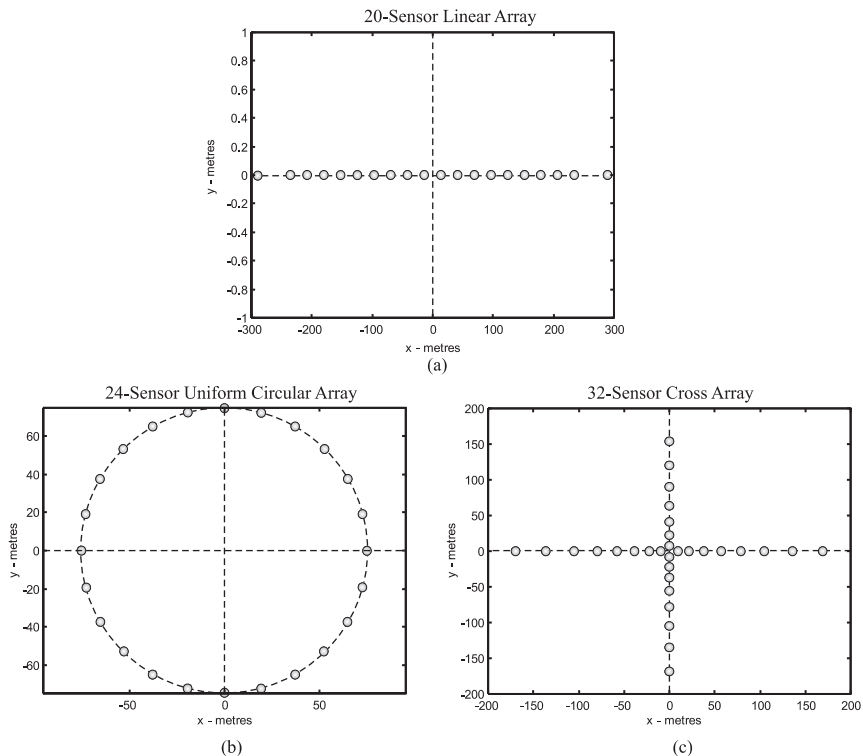 20-Sensor Linear Array
1
0.8
0.6
0.4
0.2
0
-0.2
-0.4
-0.6
-0.8
-1
y - metres
-300 -200 -100 0 100 200 300
x - metres
(a)
24-Sensor Uniform Circular Array
60
40
20
0
-20
-40
-60
y - metres
-50 0 50
x - metres
(b)
32-Sensor Cross Array
200
150
100
50
0
-50
-100
-150
-200
y - metres
-200 -150 -100 -50 0 50 100 150 200
x - metres
(c)